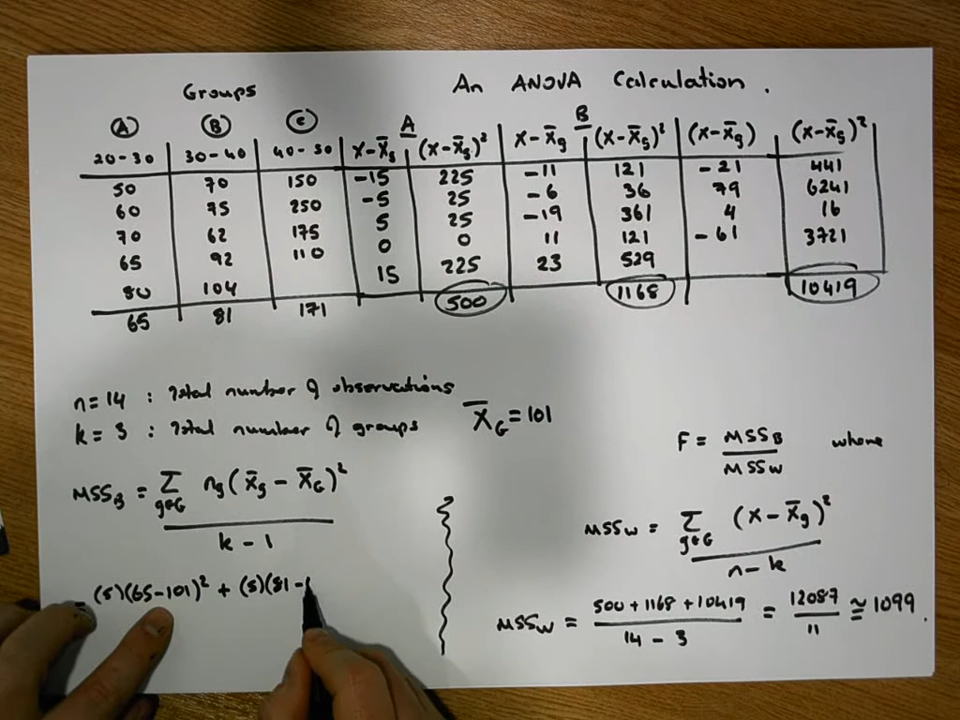 Groups An ANOVA Calculation.
A B C A B
20-30 30-40 40-50 X-X̄g (X-X̄g)² X-X̄g (X-X̄g)² (X-X̄g) (X-X̄g)²
50 70 150 -15 225 -11 121 -21 441
60 75 250 -5 25 -6 36 79 6241
70 62 175 5 25 -19 361 4 16
65 92 110 0 0 11 121 -61 3721
80 104 15 225 23 529
65 81 171 500 1168 10419
n=14 : Total number of observations
k=3 : Total number of groups X̄G=101
F = MSSB / MSSW where
MSSB = Σg∈G ng(X̄g - X̄G)² / k-1
MSSW = Σg∈G (X-X̄g)² / n-k
= (5)(65-101)² + (5)(81-
MSSW = 500+1168+10419 / 14-3 = 12087 / 11 ≅ 1099.